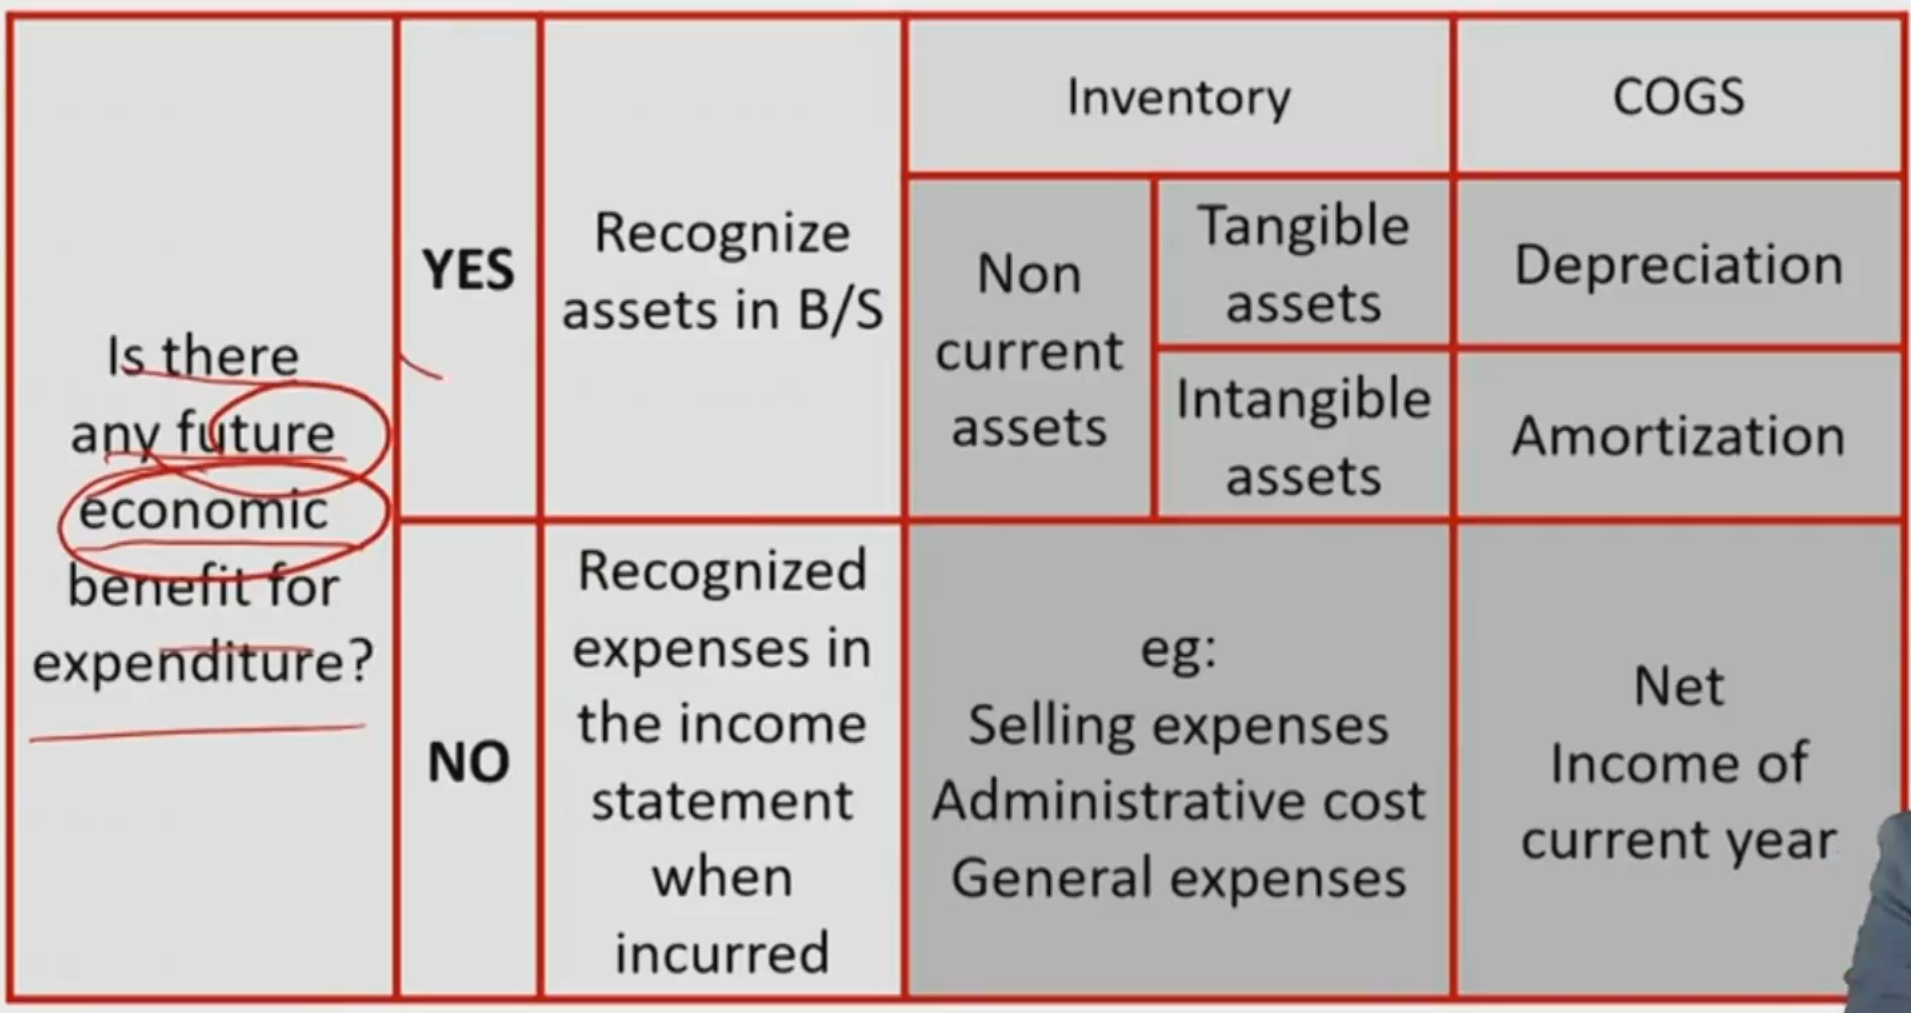 Is there
any future
economic
benefit for
expenditure?
YES
Recognize
assets in B/S
Inventory
COGS
Non
current
assets
Tangible
assets
Depreciation
Intangible
assets
Amortization
NO
Recognized
expenses in
the income
statement
when
incurred
eg:
Selling expenses
Administrative cost
General expenses
Net
Income of
current year